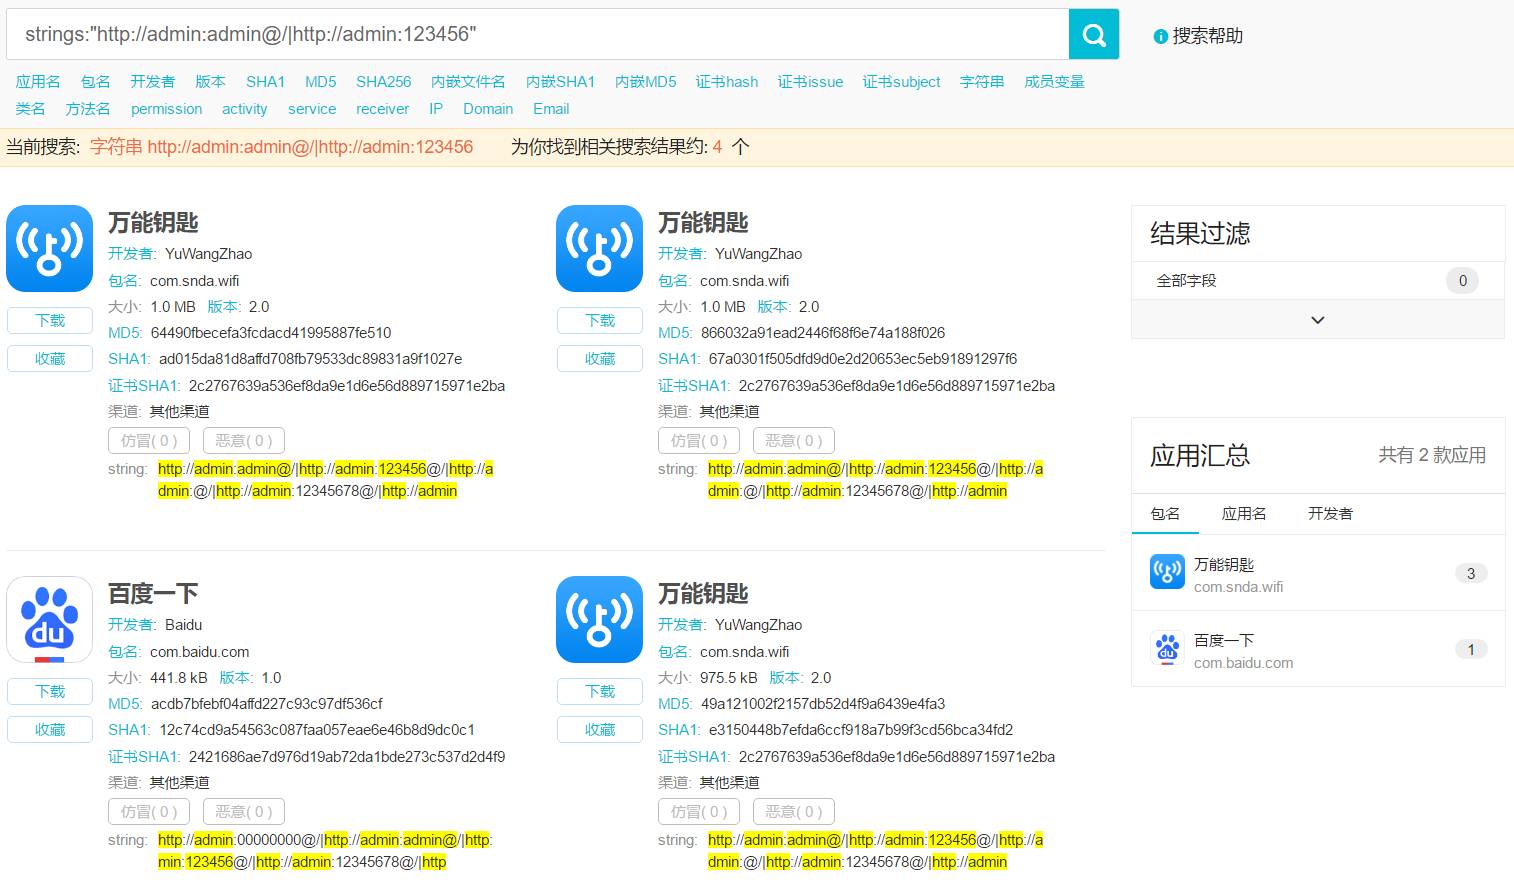 strings:"http://admin:admin@/|http://admin:123456"
搜索帮助
应用名 包名 开发者 版本 SHA1 MD5 SHA256 内嵌文件名 内嵌SHA1 内嵌MD5 证书hash 证书issue 证书subject 字符串 成员变量
类名 方法名 permission activity service receiver IP Domain Email
当前搜索: 字符串 http://admin:admin@/|http://admin:123456 为你找到相关搜索结果约: 4 个
万能钥匙
开发者: YuWangZhao
包名: com.snda.wifi
大小: 1.0 MB 版本: 2.0
下载
MD5: 64490fbecefa3fcdacd41995887fe510
收藏
SHA1: ad015da81d8affd708fb79533dc89831a9f1027e
证书SHA1: 2c2767639a536ef8da9e1d6e56d889715971e2ba
渠道: 其他渠道
仿冒( 0 ) 恶意( 0 )
string: http://admin:admin@/|http://admin:123456@/|http://a
dmin:@/|http://admin:12345678@/|http://admin
万能钥匙
开发者: YuWangZhao
包名: com.snda.wifi
大小: 1.0 MB 版本: 2.0
下载
MD5: 866032a91ead2446f68f6e74a188f026
收藏
SHA1: 67a0301f505dfd9d0e2d20653ec5eb91891297f6
证书SHA1: 2c2767639a536ef8da9e1d6e56d889715971e2ba
渠道: 其他渠道
仿冒( 0 ) 恶意( 0 )
string: http://admin:admin@/|http://admin:123456@/|http://a
dmin:@/|http://admin:12345678@/|http://admin
百度一下
du
开发者: Baidu
包名: com.baidu.com
大小: 441.8 kB 版本: 1.0
下载
MD5: acdb7bfebf04affd227c93c97df536cf
收藏
SHA1: 12c74cd9a54563c087faa057eae6e46b8d9dc0c1
证书SHA1: 2421686ae7d976d19ab72da1bde273c537d2d4f9
渠道: 其他渠道
仿冒( 0 ) 恶意( 0 )
string: http://admin:00000000@/|http://admin:admin@/|http:
min:123456@/|http://admin:12345678@/|http
万能钥匙
开发者: YuWangZhao
包名: com.snda.wifi
大小: 975.5 kB 版本: 2.0
下载
MD5: 49a121002f2157db52d4f9a6439e4fa3
收藏
SHA1: e3150448b7efda6ccf918a7b99f3cd56bca34fd2
证书SHA1: 2c2767639a536ef8da9e1d6e56d889715971e2ba
渠道: 其他渠道
仿冒( 0 ) 恶意( 0 )
string: http://admin:admin@/|http://admin:123456@/|http://a
dmin:@/|http://admin:12345678@/|http://admin
结果过滤
全部字段 0
应用汇总 共有 2 款应用
包名 应用名 开发者
万能钥匙
com.snda.wifi
3
百度一下
du
com.baidu.com
1